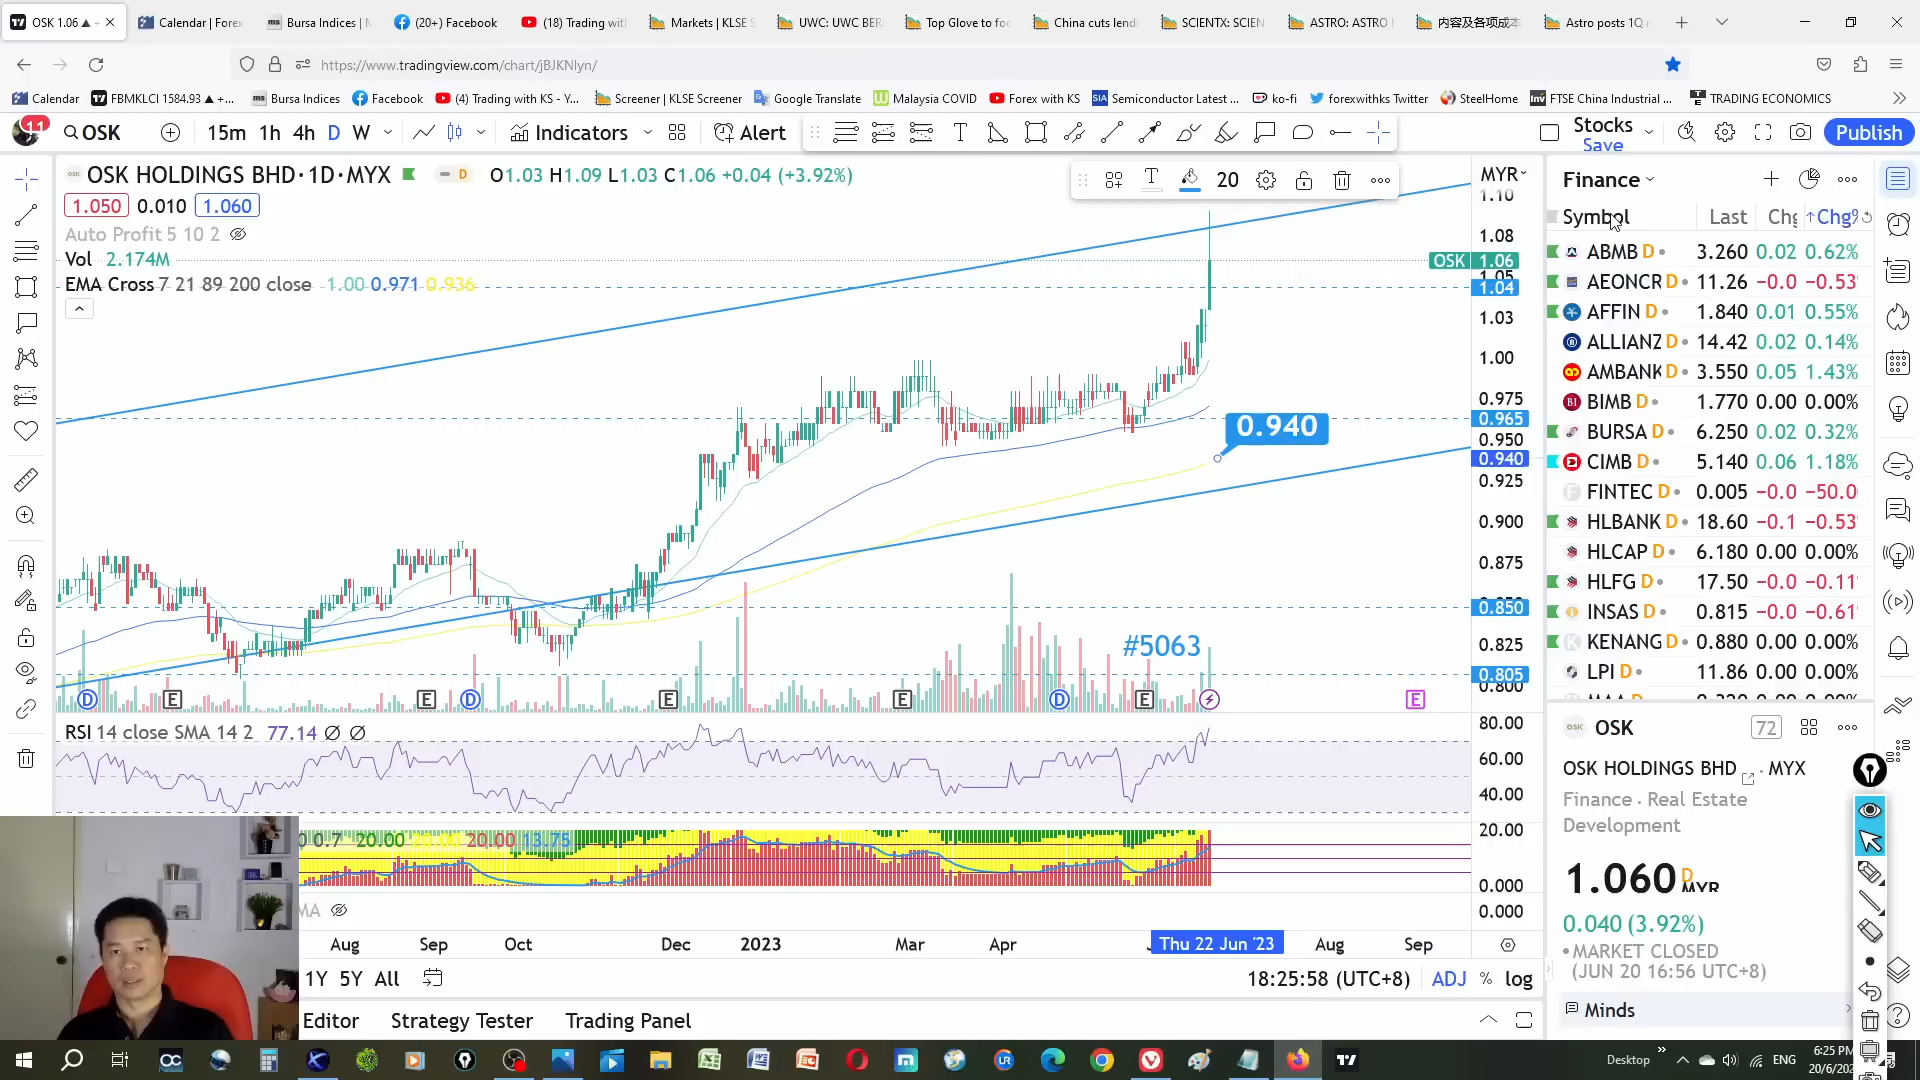 OSK 1.06 ▲
Calendar | Forex
Bursa Indices |
(20+) Facebook
(18) Trading wit
Markets | KLSE S
UWC: UWC BER
Top Glove to foc
China cuts lendi
SCIENTX: SCIEN
ASTRO: ASTRO
内容及各项成本
Astro posts 1Q
https://www.tradingview.com/chart/jBJKNlyn/
Calendar
FBMKLCI 1584.93 ▲ +...
Bursa Indices
Facebook
(4) Trading with KS - Y...
Screener | KLSE Screener
Google Translate
Malaysia COVID
Forex with KS
Semiconductor Latest ...
ko-fi
forexwithks Twitter
SteelHome
FTSE China Industrial ...
TRADING ECONOMICS
11
OSK
15m 1h 4h D W
Indicators
Alert
Stocks
Save
Publish
OSK HOLDINGS BHD · 1D · MYX
D
O1.03 H1.09 L1.03 C1.06 +0.04 (+3.92%)
20
MYR
1.050 0.010 1.060
Auto Profit 5 10 2
Vol 2.174M
EMA Cross 7 21 89 200 close 1.00 0.971 0.936
1.10
1.08
OSK 1.06
1.05
1.04
1.03
1.00
0.975
0.965
0.950
0.940
0.925
0.900
0.875
0.850
0.825
0.805
0.800
0.940
#5063
D E E D E E D E E
RSI 14 close SMA 14 2 77.14 Ø Ø
80.00
60.00
40.00
0 0.7 20.00 20.00 20.00 13.75
20.00
0.000
MA
0.000
Aug Sep Oct Dec 2023 Mar Apr Thu 22 Jun '23 Aug Sep
1Y 5Y All
18:25:58 (UTC+8) ADJ % log
Editor Strategy Tester Trading Panel
Finance
Symbol Last Chg Chg%
ABMB D 3.260 0.02 0.62%
AEONCR D 11.26 −0.0 −0.53
AFFIN D 1.840 0.01 0.55%
ALLIANZ D 14.42 0.02 0.14%
AMBANK D 3.550 0.05 1.43%
BIMB D 1.770 0.00 0.00%
BURSA D 6.250 0.02 0.32%
CIMB D 5.140 0.06 1.18%
FINTEC D 0.005 −0.0 −50.0
HLBANK D 18.60 −0.1 −0.53
HLCAP D 6.180 0.00 0.00%
HLFG D 17.50 −0.0 −0.11
INSAS D 0.815 −0.0 −0.61
KENANG D 0.880 0.00 0.00%
LPI D 11.86 0.00 0.00%
OSK 72
OSK HOLDINGS BHD · MYX
Finance · Real Estate
Development
1.060 D MYR
0.040 (3.92%)
MARKET CLOSED
(JUN 20 16:56 UTC+8)
Minds
Desktop
ENG
6:25 PM